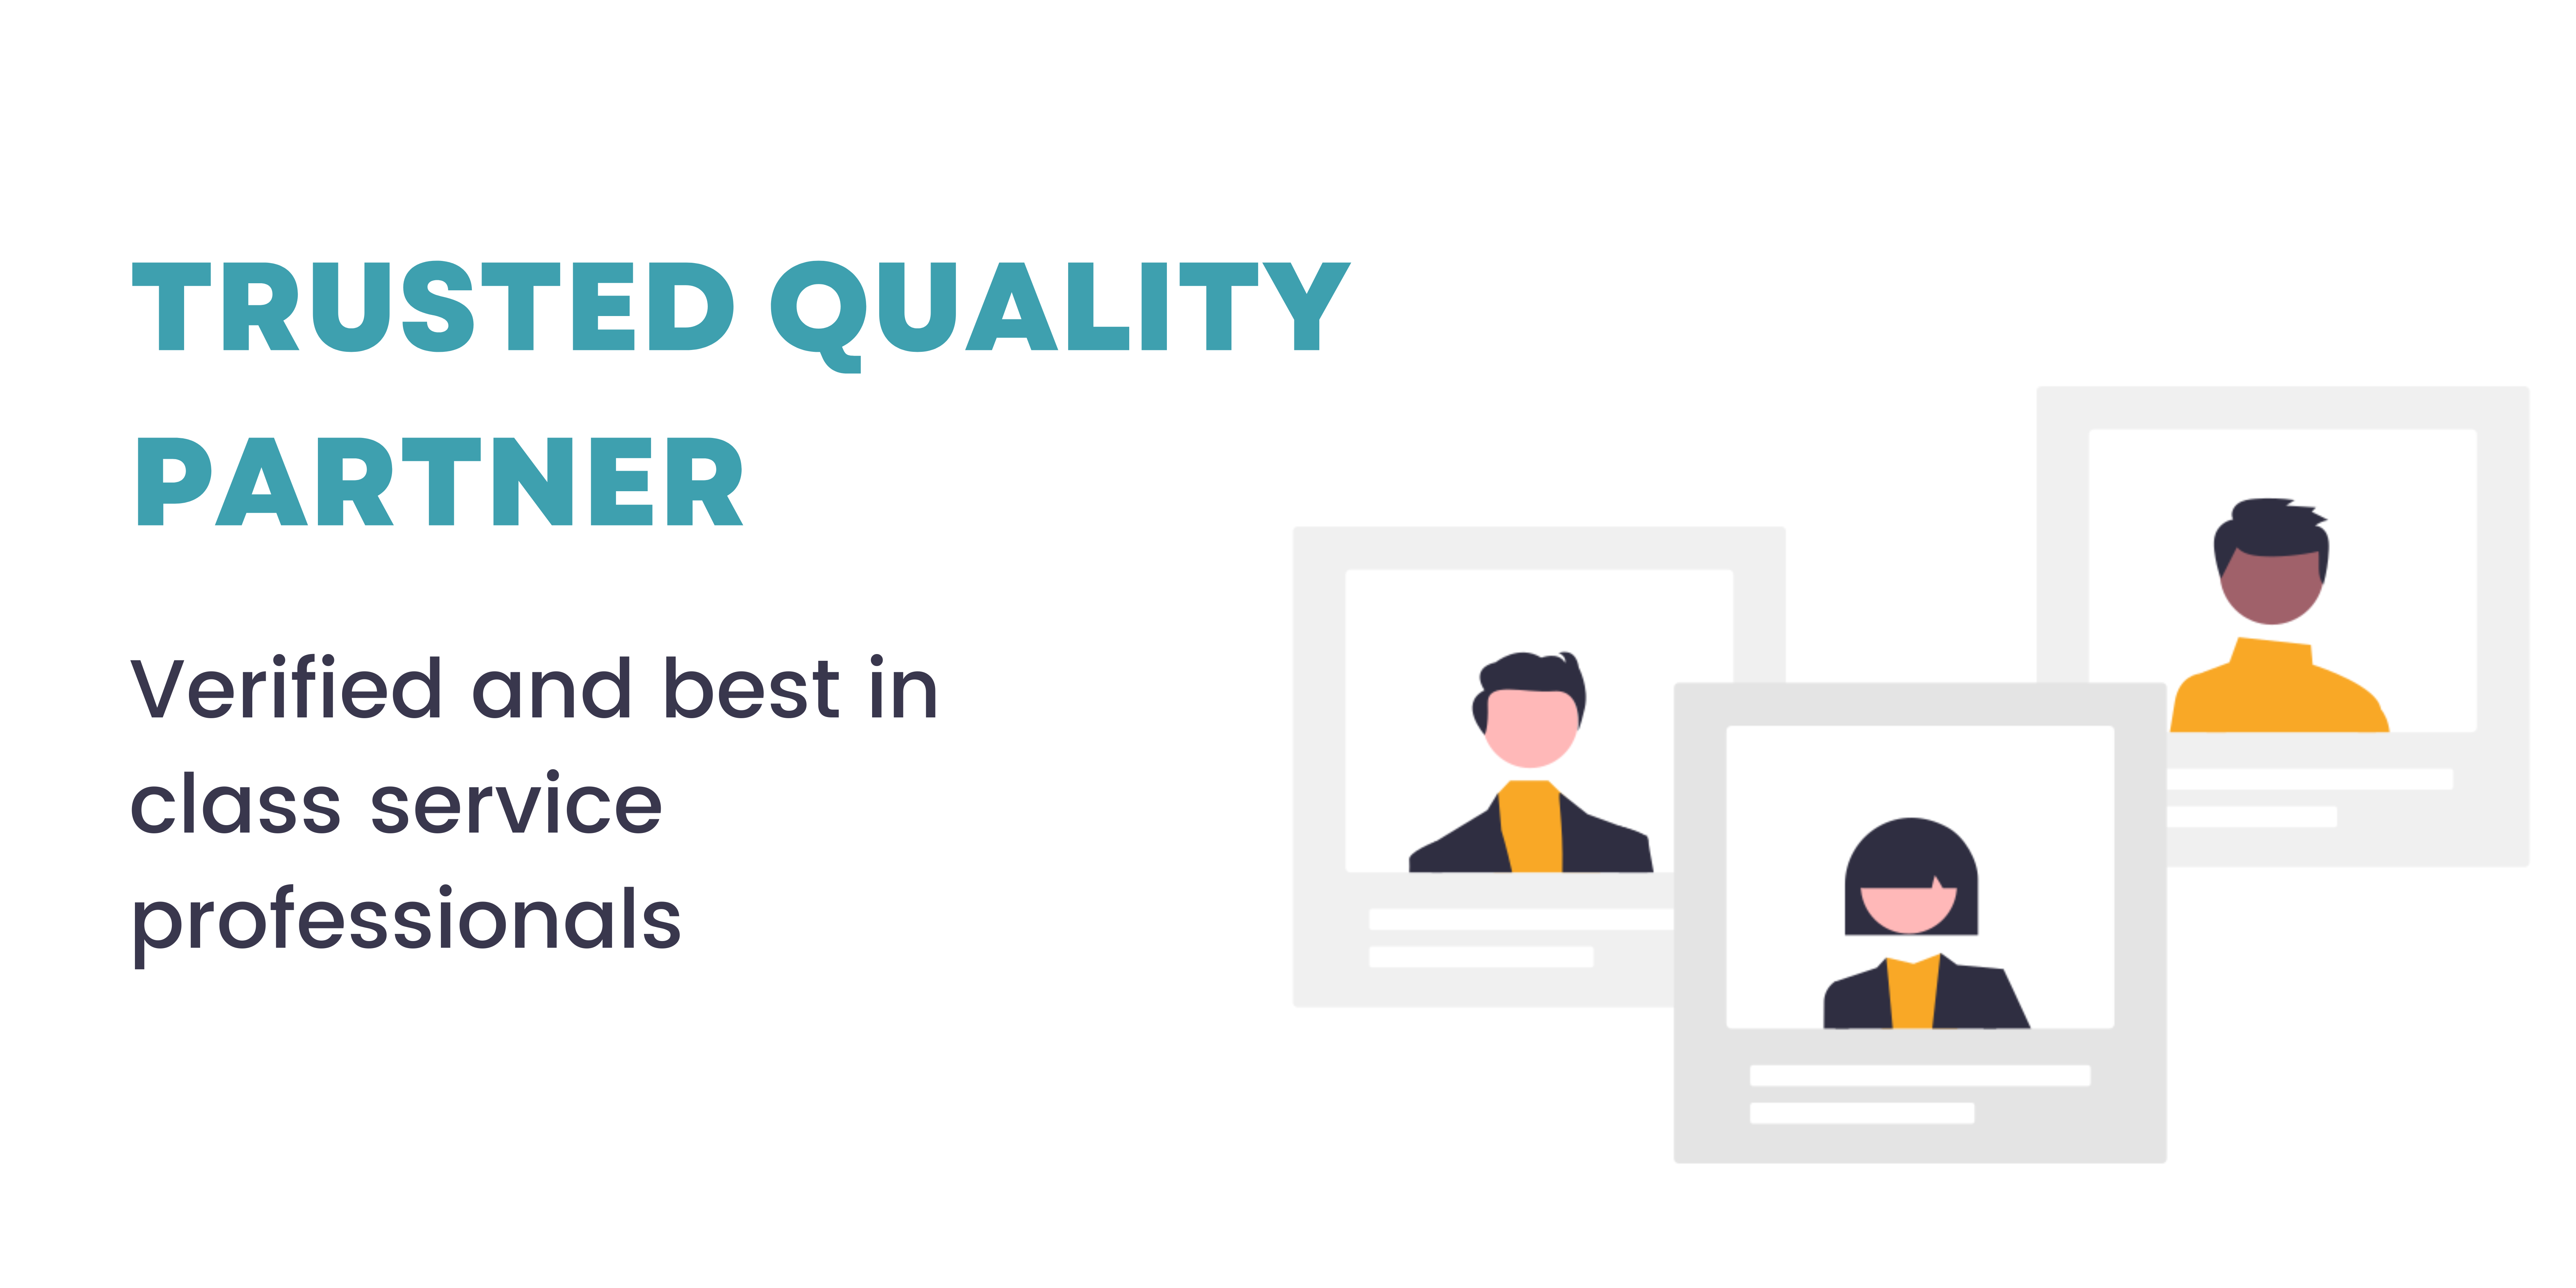 TRUSTED QUALITY
PARTNER
Verified and best in
class service
professionals